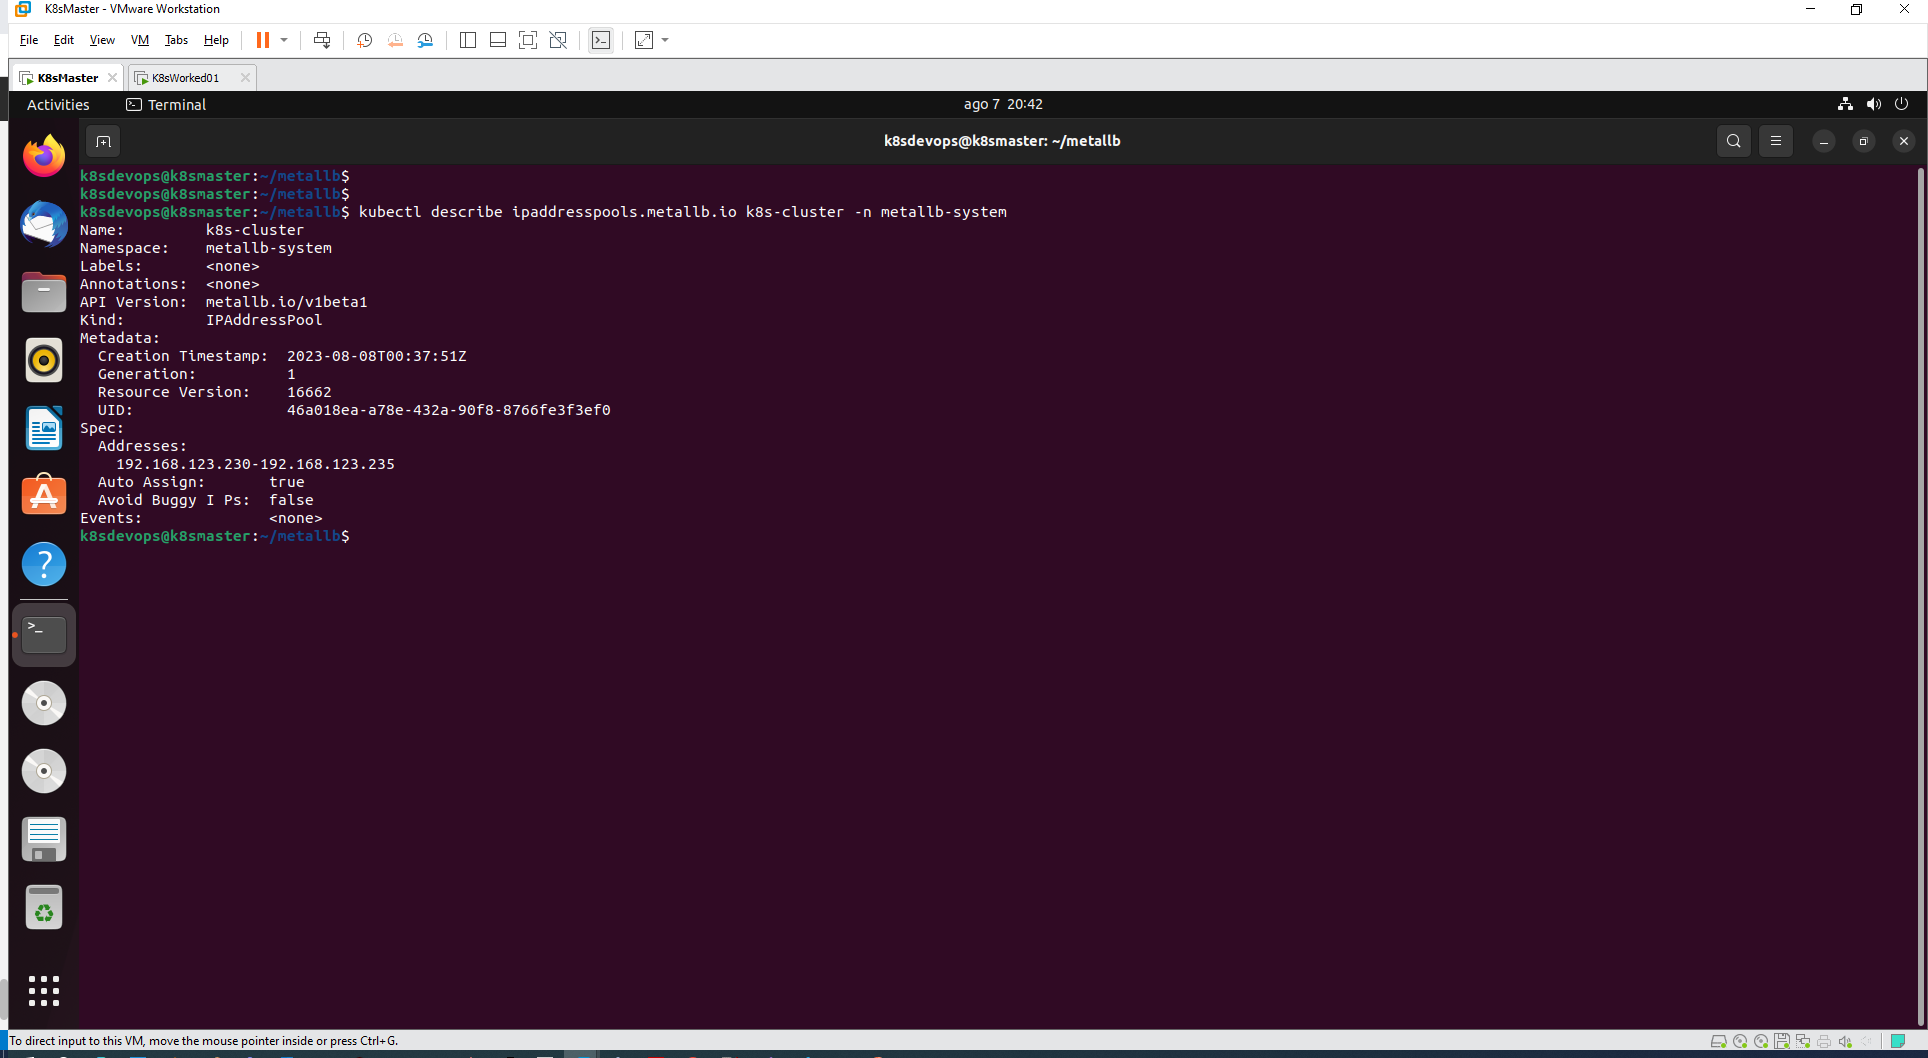 K8sMaster - VMware Workstation
File Edit View VM Tabs Help
K8sMaster K8sWorked01
Activities Terminal ago 7 20:42
k8sdevops@k8smaster: ~/metallb
k8sdevops@k8smaster:~/metallb$
k8sdevops@k8smaster:~/metallb$
k8sdevops@k8smaster:~/metallb$ kubectl describe ipaddresspools.metallb.io k8s-cluster -n metallb-system
Name:         k8s-cluster
Namespace:    metallb-system
Labels:       <none>
Annotations:  <none>
API Version:  metallb.io/v1beta1
Kind:         IPAddressPool
Metadata:
  Creation Timestamp:  2023-08-08T00:37:51Z
  Generation:          1
  Resource Version:    16662
  UID:                 46a018ea-a78e-432a-90f8-8766fe3f3ef0
Spec:
  Addresses:
    192.168.123.230-192.168.123.235
  Auto Assign:       true
  Avoid Buggy I Ps:  false
Events:              <none>
k8sdevops@k8smaster:~/metallb$
To direct input to this VM, move the mouse pointer inside or press Ctrl+G.